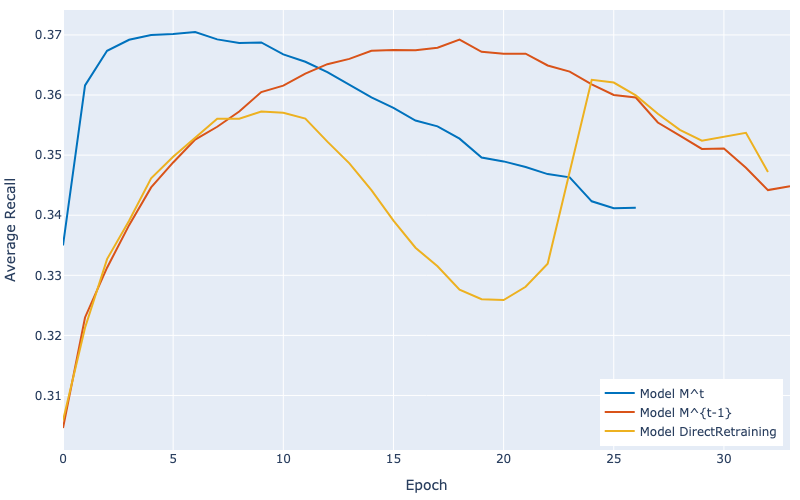 0.37
0.36
0.35
0.34
0.33
0.32
0.31
Average Recall
0 5 10 15 20 25 30
Epoch
Model M^t
Model M^{t-1}
Model DirectRetraining